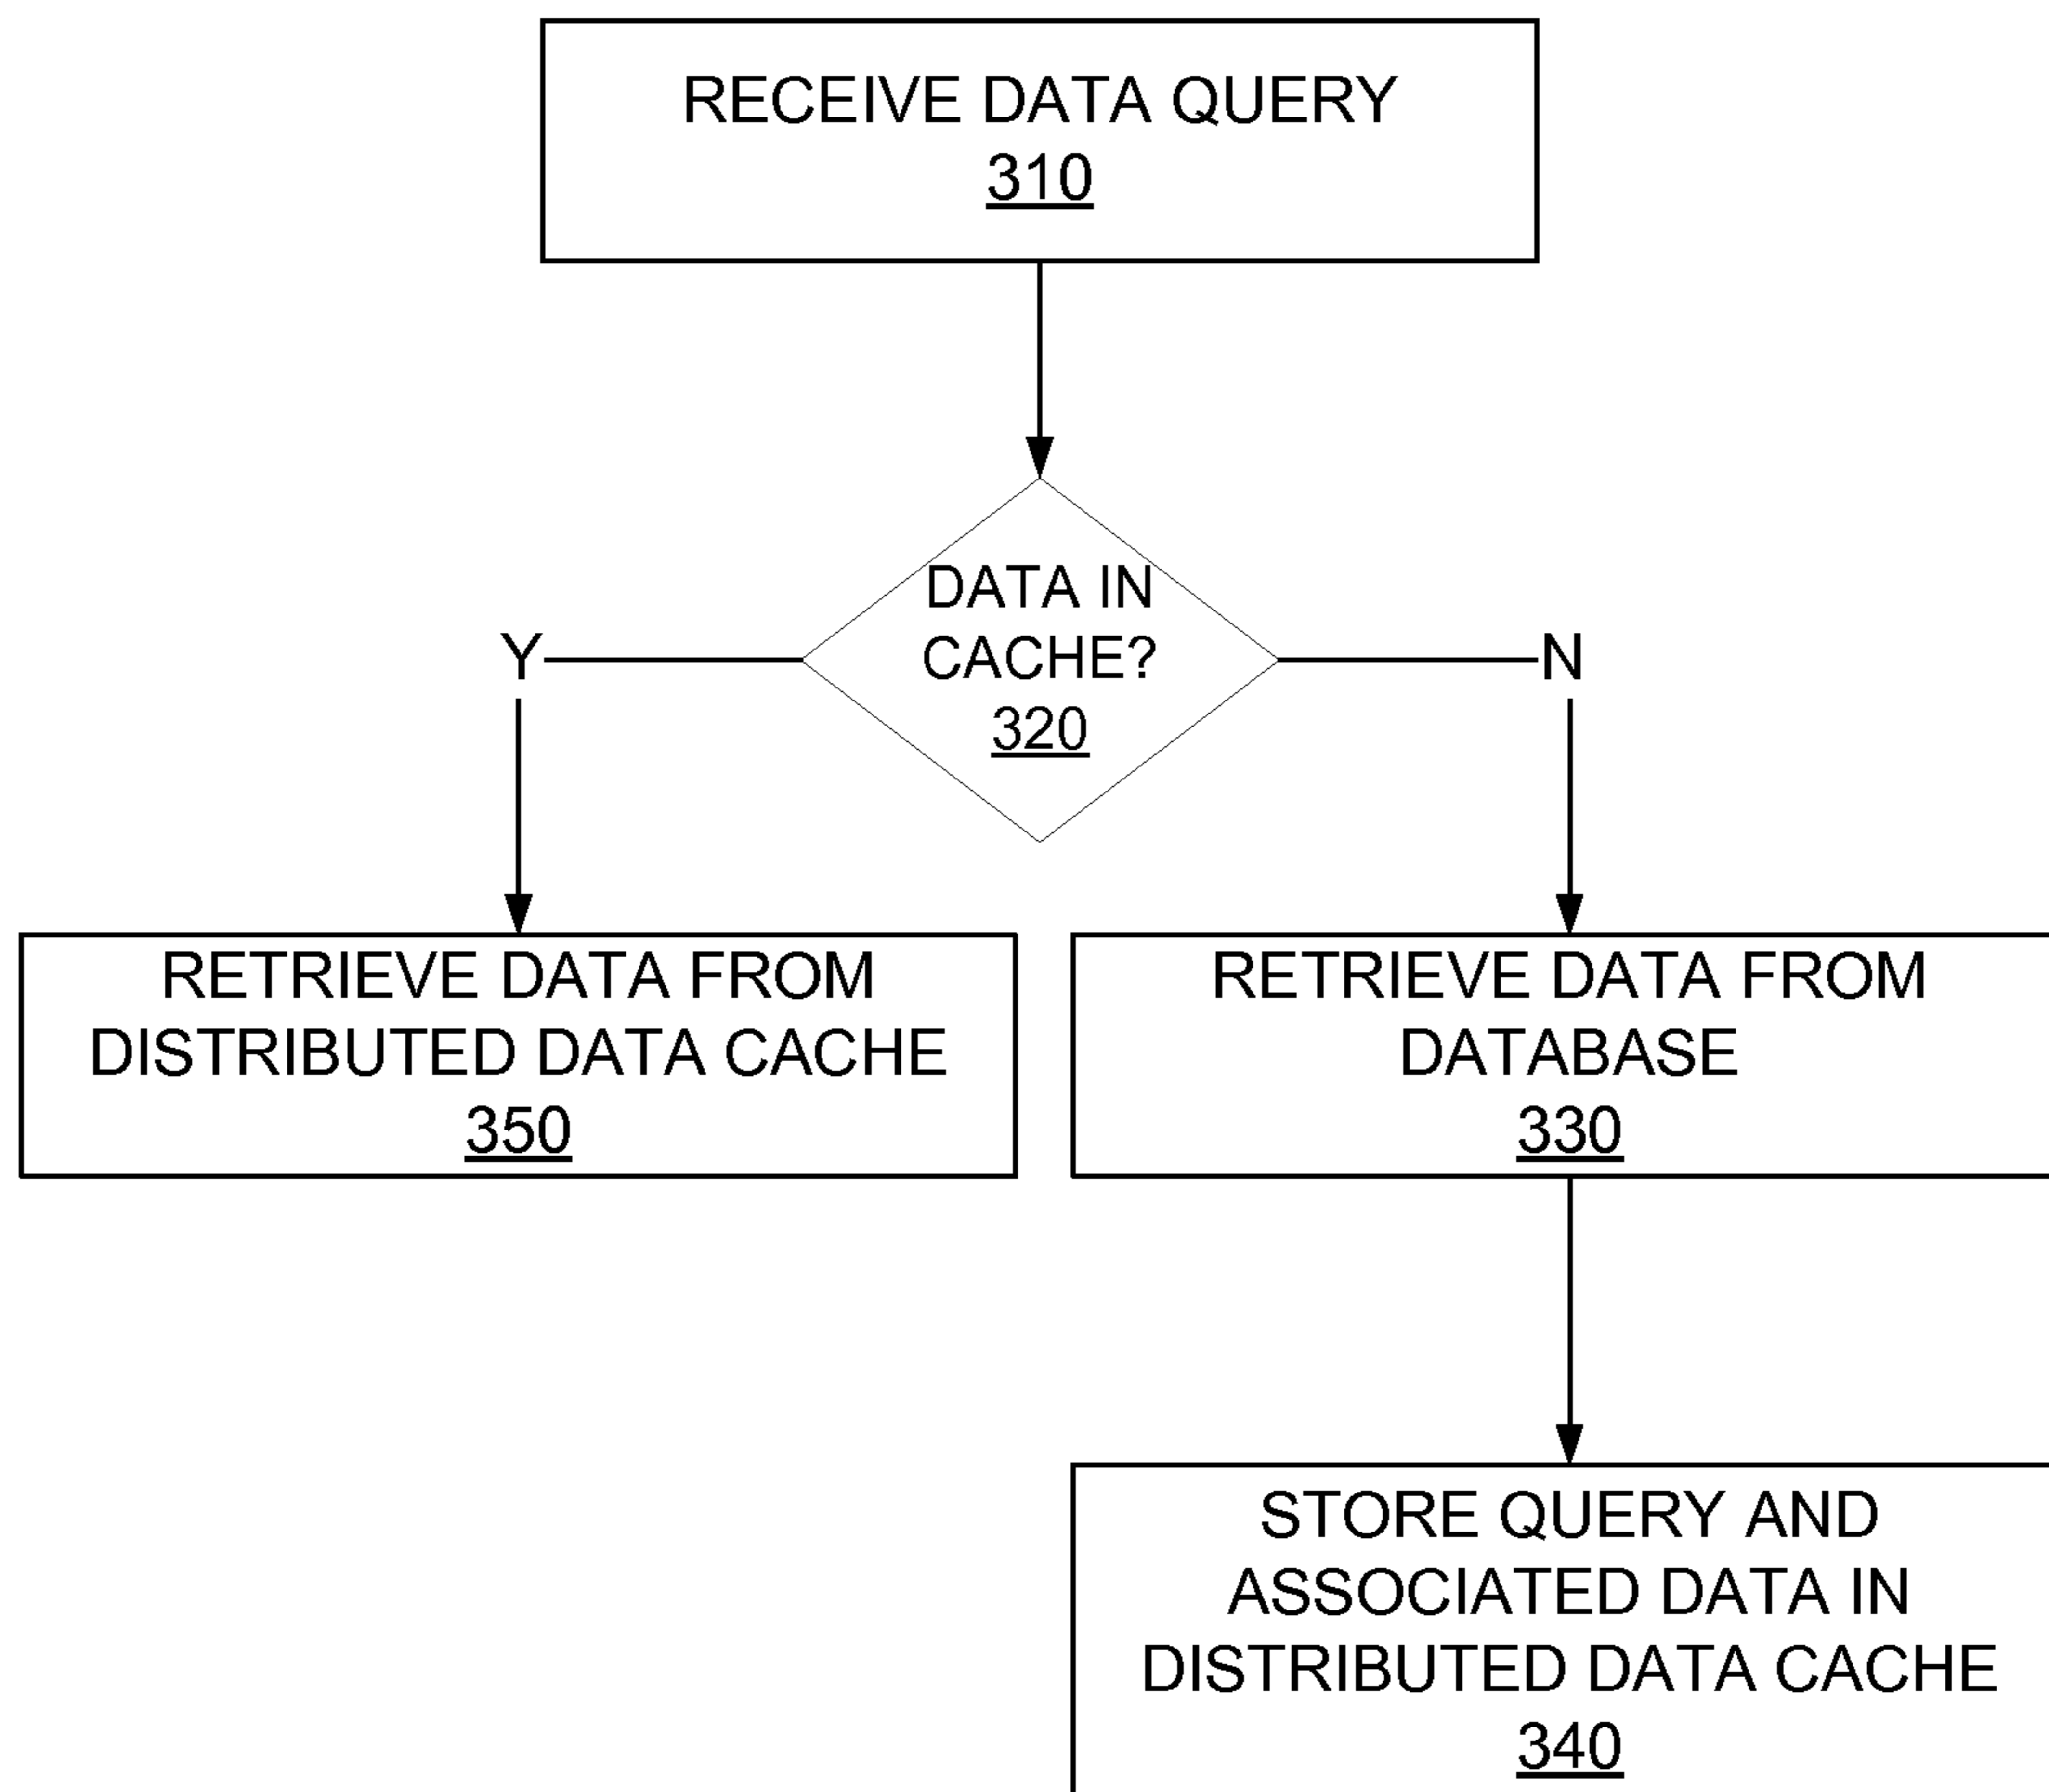 RECEIVE DATA QUERY
310
DATA IN
CACHE?
320
Y
N
RETRIEVE DATA FROM
DISTRIBUTED DATA CACHE
350
RETRIEVE DATA FROM
DATABASE
330
STORE QUERY AND
ASSOCIATED DATA IN
DISTRIBUTED DATA CACHE
340